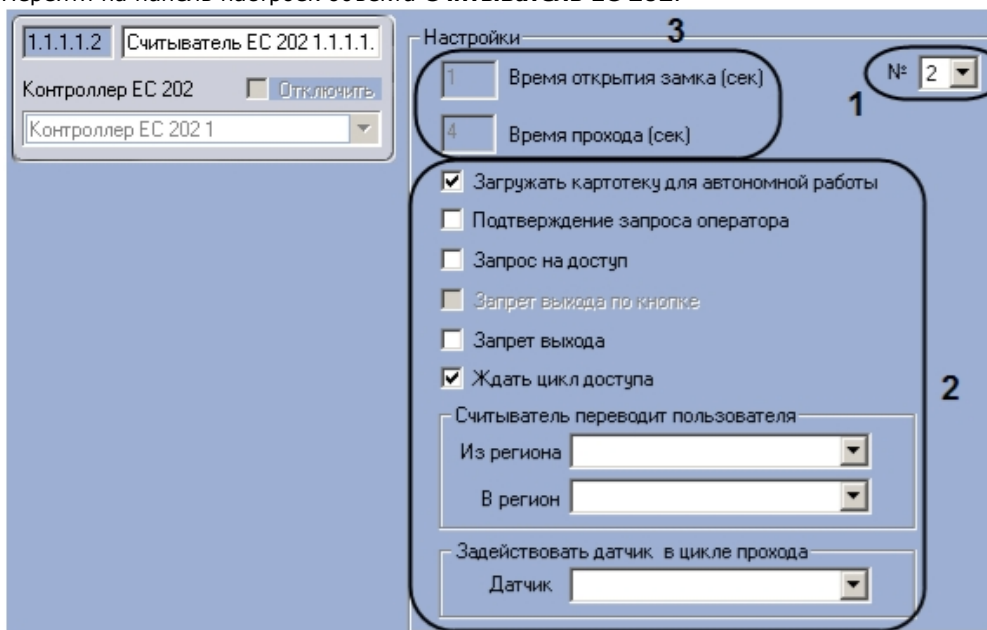 Перейти на панель настроек объекта Считыватель ЕС 202.
1.1.1.1.2 Считыватель EC 202 1.1.1.1.
Настройки
3
Контроллер EC 202 Отключить
Контроллер EC 202 1
1 Время открытия замка (сек)
4 Время прохода (сек)
№ 2
1
Загружать картотеку для автономной работы
Подтверждение запроса оператора
Запрос на доступ
Запрет выхода по кнопке
Запрет выхода
Ждать цикл доступа
2
Считыватель переводит пользователя
Из региона
В регион
Задействовать датчик в цикле прохода
Датчик